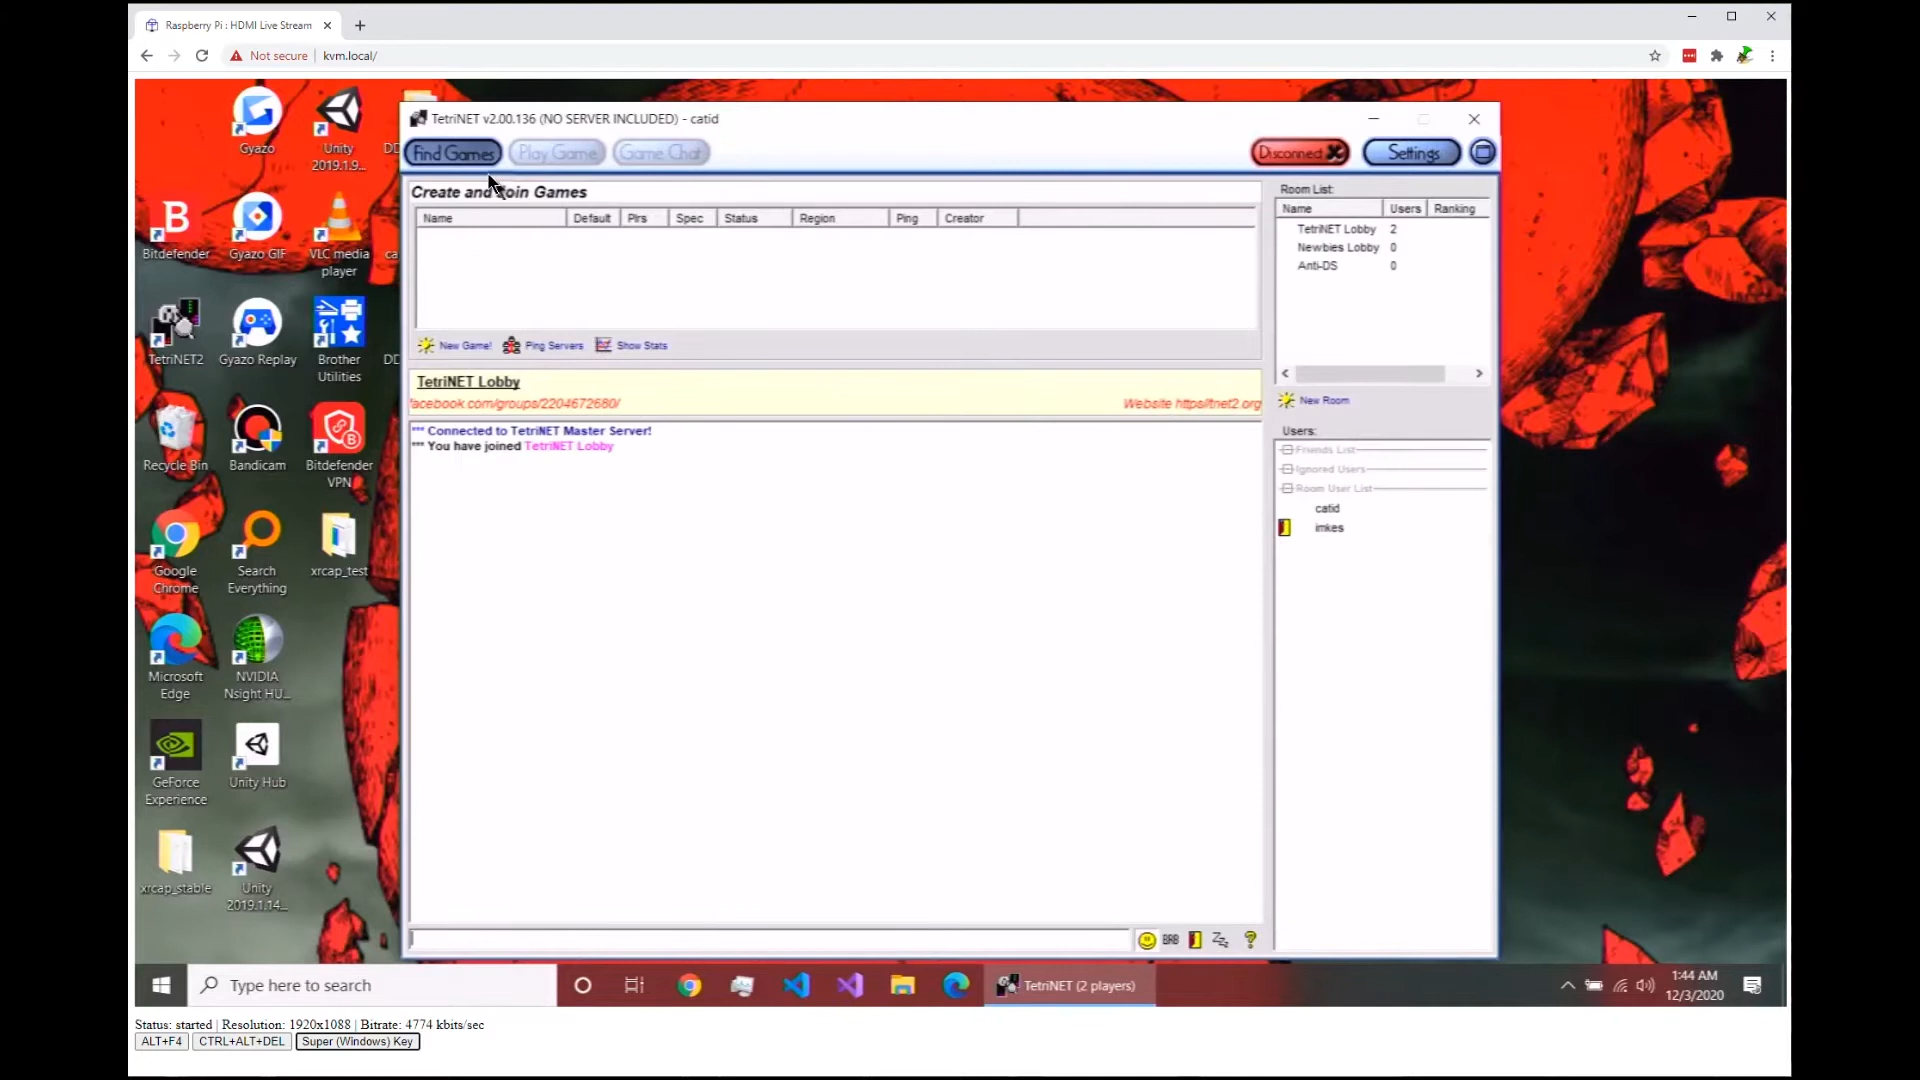 Raspberry Pi : HDMI Live Stream
Not secure
kvm.local/
TetriNET v2.00.136 (NO SERVER INCLUDED) - catid
Find Games
Play Game
Game Chat
Disconnected
Settings
Create and Join Games
Name Default Plrs Spec Status Region Ping Creator
New Game!
Ping Servers
Show Stats
TetriNET Lobby
facebook.com/groups/2204672680/
Website https//tnet2.org
*** Connected to TetriNET Master Server!
*** You have joined TetriNET Lobby
BRB
Room List:
Name Users Ranking
TetriNET Lobby 2
Newbies Lobby 0
Anti-DS 0
New Room
Users:
Friends List
Ignored Users
Room User List
catid
imkes
Gyazo
Unity
2019.1.9...
DD
Bitdefender
Gyazo GIF
VLC media
player
ca
TetriNET2
Gyazo Replay
Brother
Utilities
DD
Recycle Bin
Bandicam
Bitdefender
VPN
Google
Chrome
Search
Everything
xrcap_test
Microsoft
Edge
NVIDIA
Nsight HU...
GeForce
Experience
Unity Hub
xrcap_stable
Unity
2019.1.14...
Type here to search
TetriNET (2 players)
1:44 AM
12/3/2020
Status: started | Resolution: 1920x1088 | Bitrate: 4774 kbits/sec
ALT+F4
CTRL+ALT+DEL
Super (Windows) Key